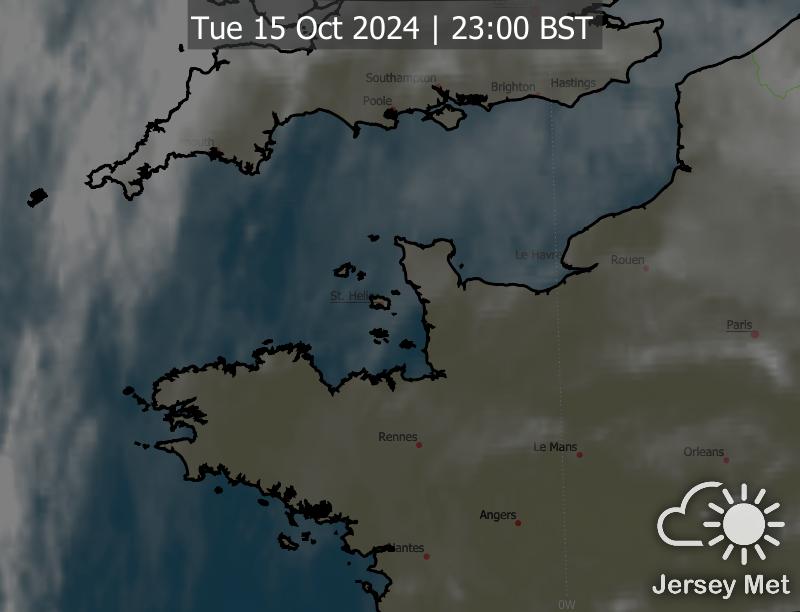 Tue 15 Oct 2024 | 23:00 BST
Southampton
Brighton
Hastings
Poole
Le Havre
Rouen
St. Helier
Paris
Rennes
Le Mans
Orleans
Angers
Nantes
Jersey Met
0W